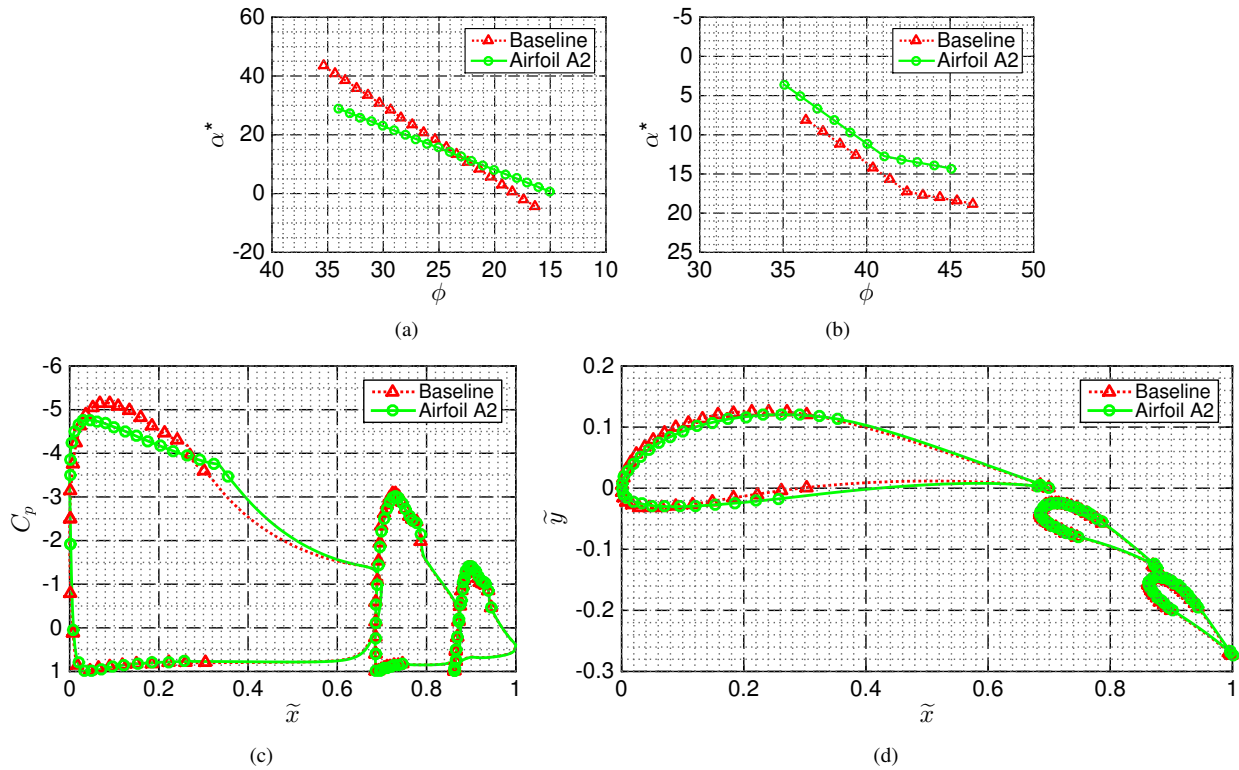 60
40
20
0
-20
40 35 30 25 20 15 10
α*
ϕ
Baseline
Airfoil A2
(a)
-5
0
5
10
15
20
25
30 35 40 45 50
α*
ϕ
Baseline
Airfoil A2
(b)
-6
-5
-4
-3
-2
-1
0
1
0 0.2 0.4 0.6 0.8 1
C_p
x̃
Baseline
Airfoil A2
(c)
0.2
0.1
0
-0.1
-0.2
-0.3
0 0.2 0.4 0.6 0.8 1
ỹ
x̃
Baseline
Airfoil A2
(d)